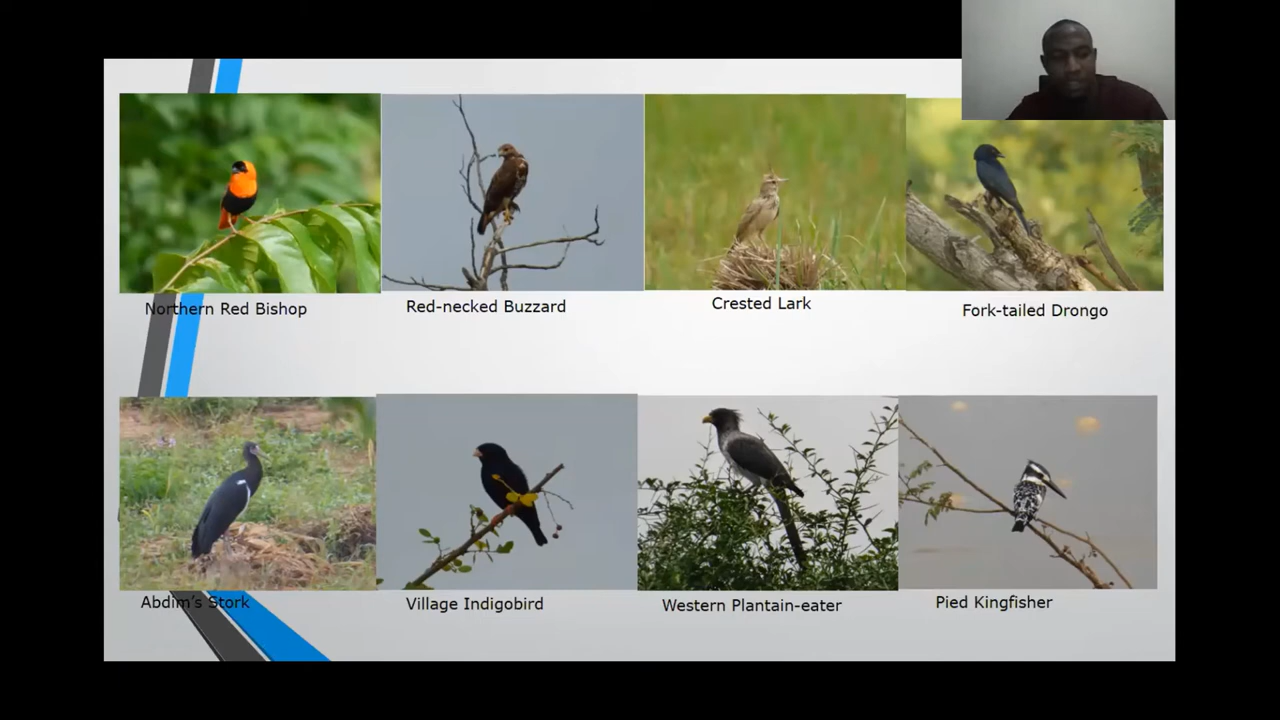 Northern Red Bishop
Red-necked Buzzard
Crested Lark
Fork-tailed Drongo
Abdim's Stork
Village Indigobird
Western Plantain-eater
Pied Kingfisher